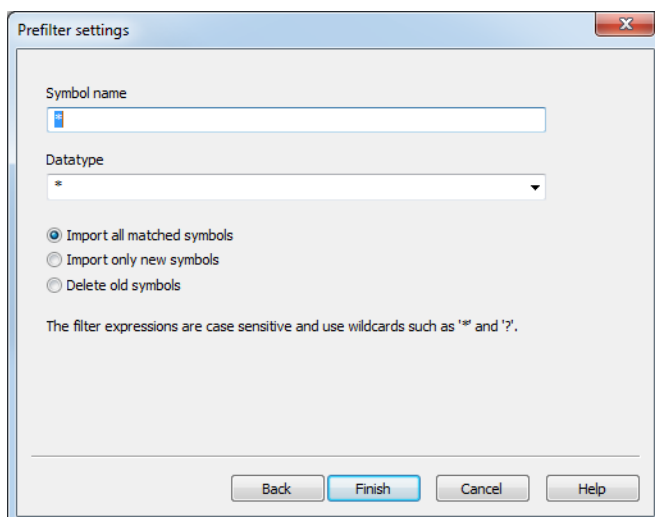 Prefilter settings
Symbol name
*
Datatype
*
Import all matched symbols
Import only new symbols
Delete old symbols
The filter expressions are case sensitive and use wildcards such as '*' and '?'.
Back Finish Cancel Help